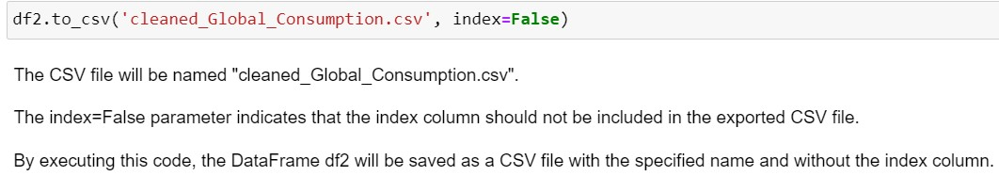 df2.to_csv('cleaned_Global_Consumption.csv', index=False)
The CSV file will be named "cleaned_Global_Consumption.csv".
The index=False parameter indicates that the index column should not be included in the exported CSV file.
By executing this code, the DataFrame df2 will be saved as a CSV file with the specified name and without the index column.